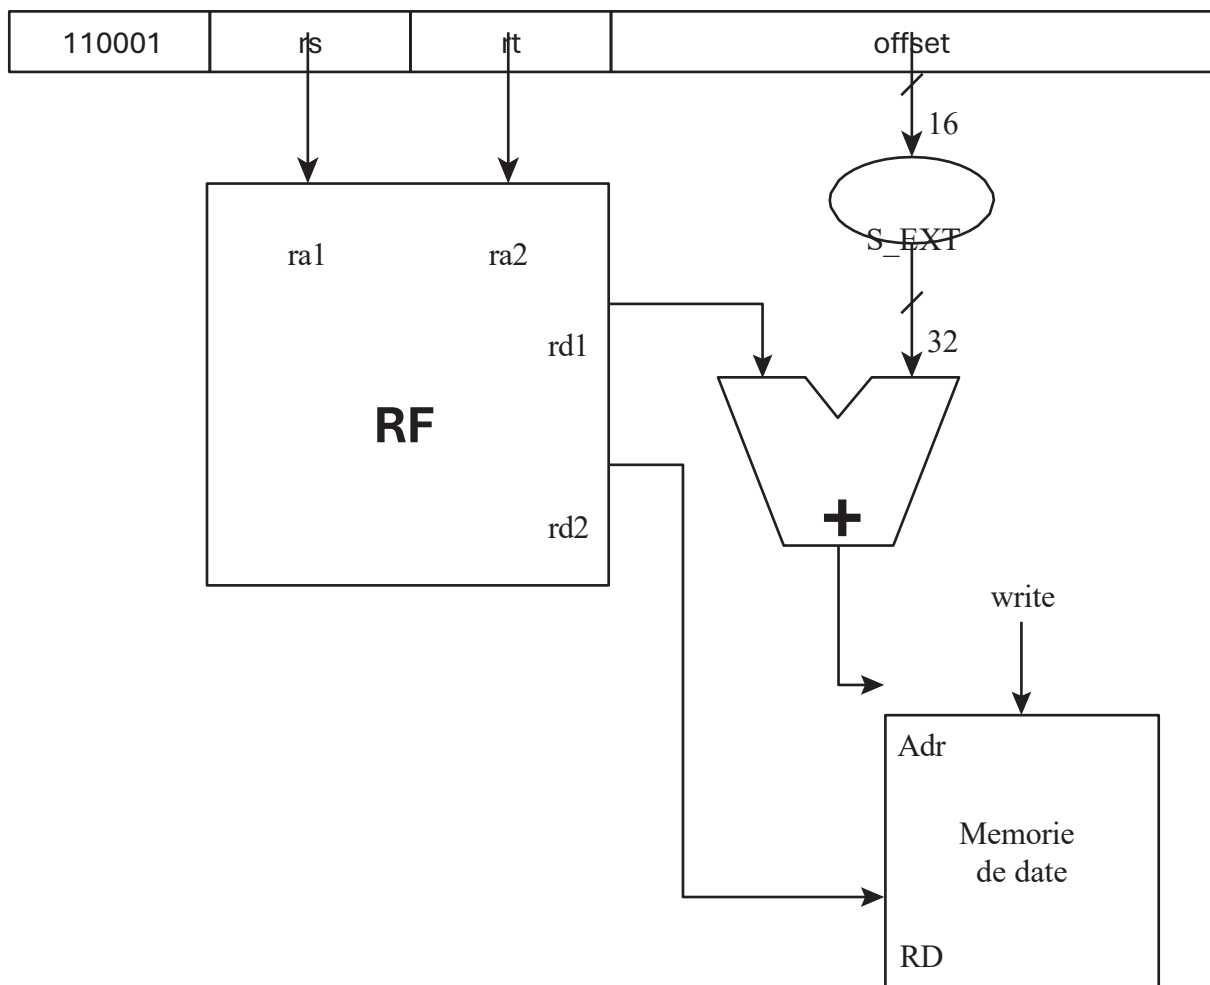 110001 rs rt offset
16
S_EXT
ra1 ra2
32
rd1
RF
+
rd2
write
Adr
Memorie
de date
RD